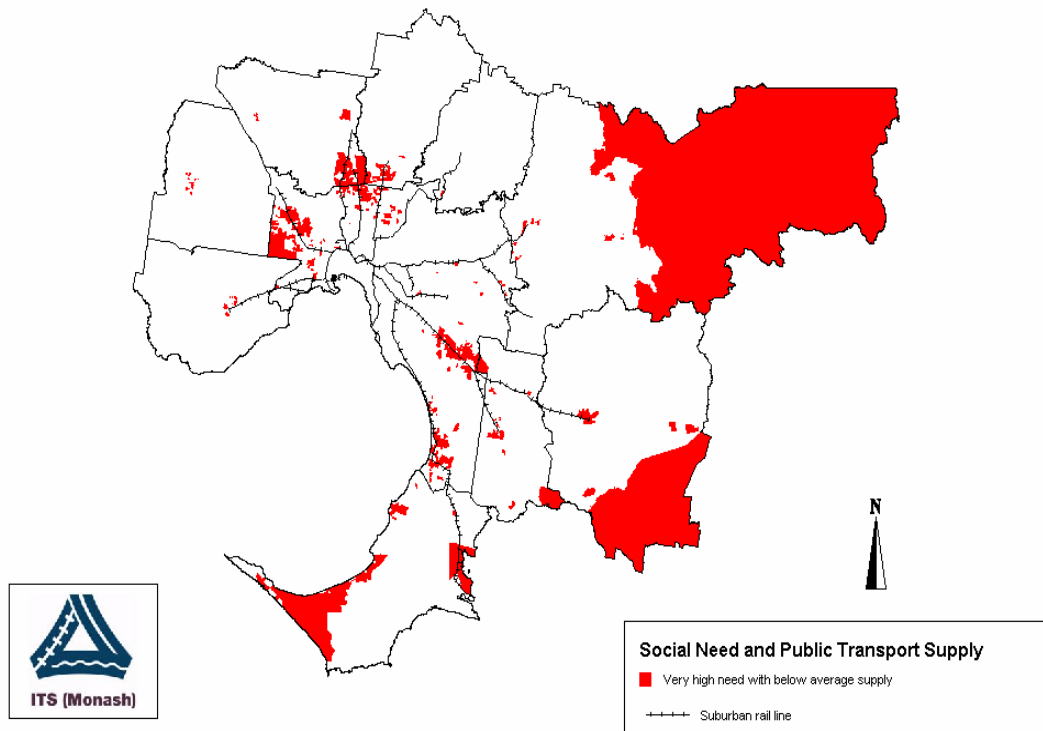 N
ITS (Monash)
Social Need and Public Transport Supply
Very high need with below average supply
Suburban rail line